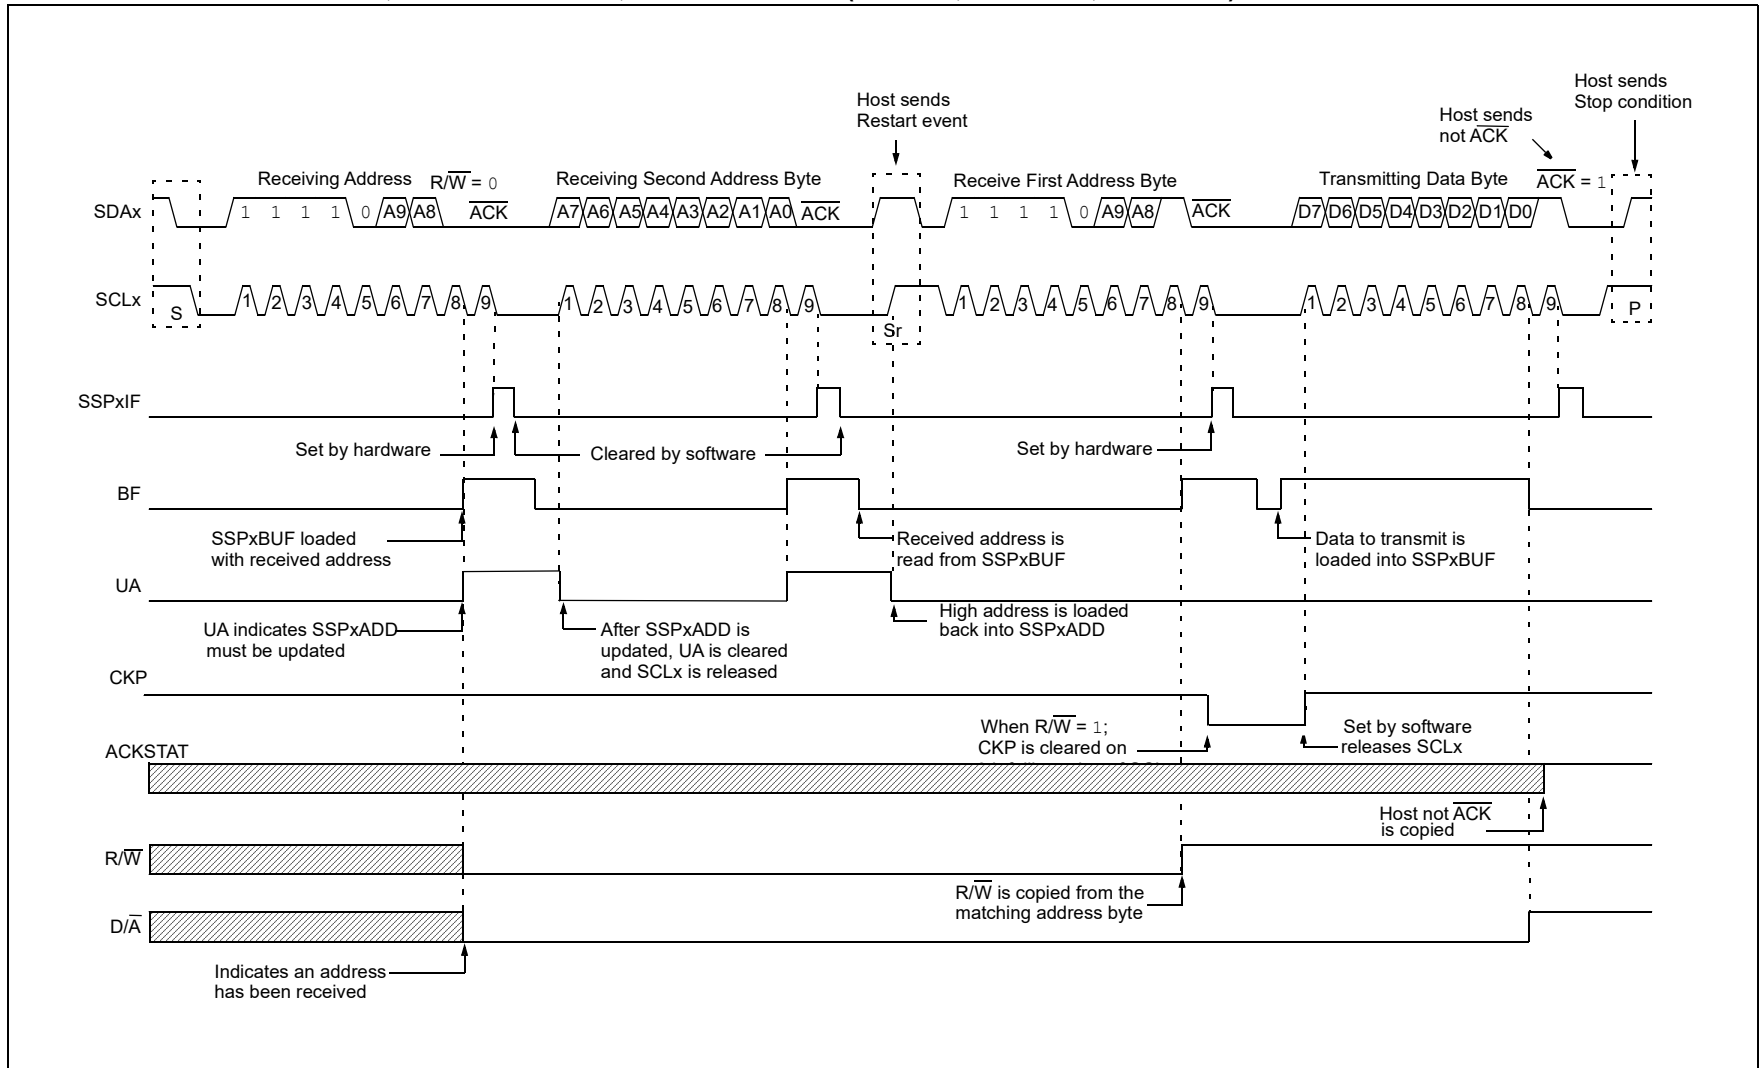 Host sends
Stop condition
Host sends
Restart event
Host sends
not ACK
Receiving Address R/W = 0
Receiving Second Address Byte
Receive First Address Byte
Transmitting Data Byte
ACK = 1
SDAx
1 1 1 1 0 A9 A8 ACK
A7 A6 A5 A4 A3 A2 A1 A0 ACK
1 1 1 1 0 A9 A8 ACK
D7 D6 D5 D4 D3 D2 D1 D0
SCLx
S
1 2 3 4 5 6 7 8 9
1 2 3 4 5 6 7 8 9
Sr
1 2 3 4 5 6 7 8 9
1 2 3 4 5 6 7 8 9
P
SSPxIF
Set by hardware
Cleared by software
Set by hardware
BF
SSPxBUF loaded
with received address
Received address is
read from SSPxBUF
Data to transmit is
loaded into SSPxBUF
UA
UA indicates SSPxADD
must be updated
After SSPxADD is
updated, UA is cleared
and SCLx is released
High address is loaded
back into SSPxADD
CKP
When R/W = 1;
CKP is cleared on
Set by software
releases SCLx
ACKSTAT
Host not ACK
is copied
R/W
R/W is copied from the
matching address byte
D/A
Indicates an address
has been received